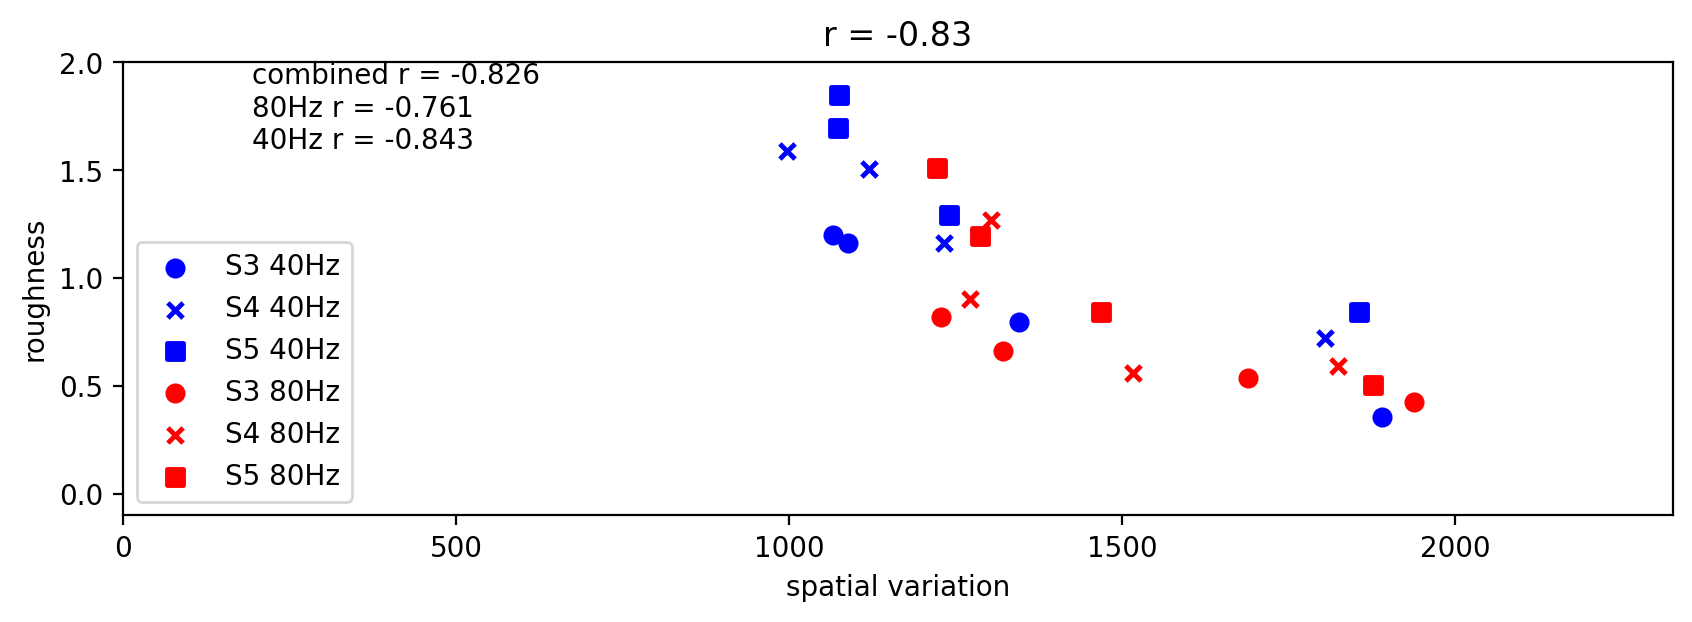 r = -0.83
combined r = -0.826
80Hz r = -0.761
40Hz r = -0.843
2.0
1.5
1.0
0.5
0.0
roughness
S3 40Hz
S4 40Hz
S5 40Hz
S3 80Hz
S4 80Hz
S5 80Hz
0 500 1000 1500 2000
spatial variation